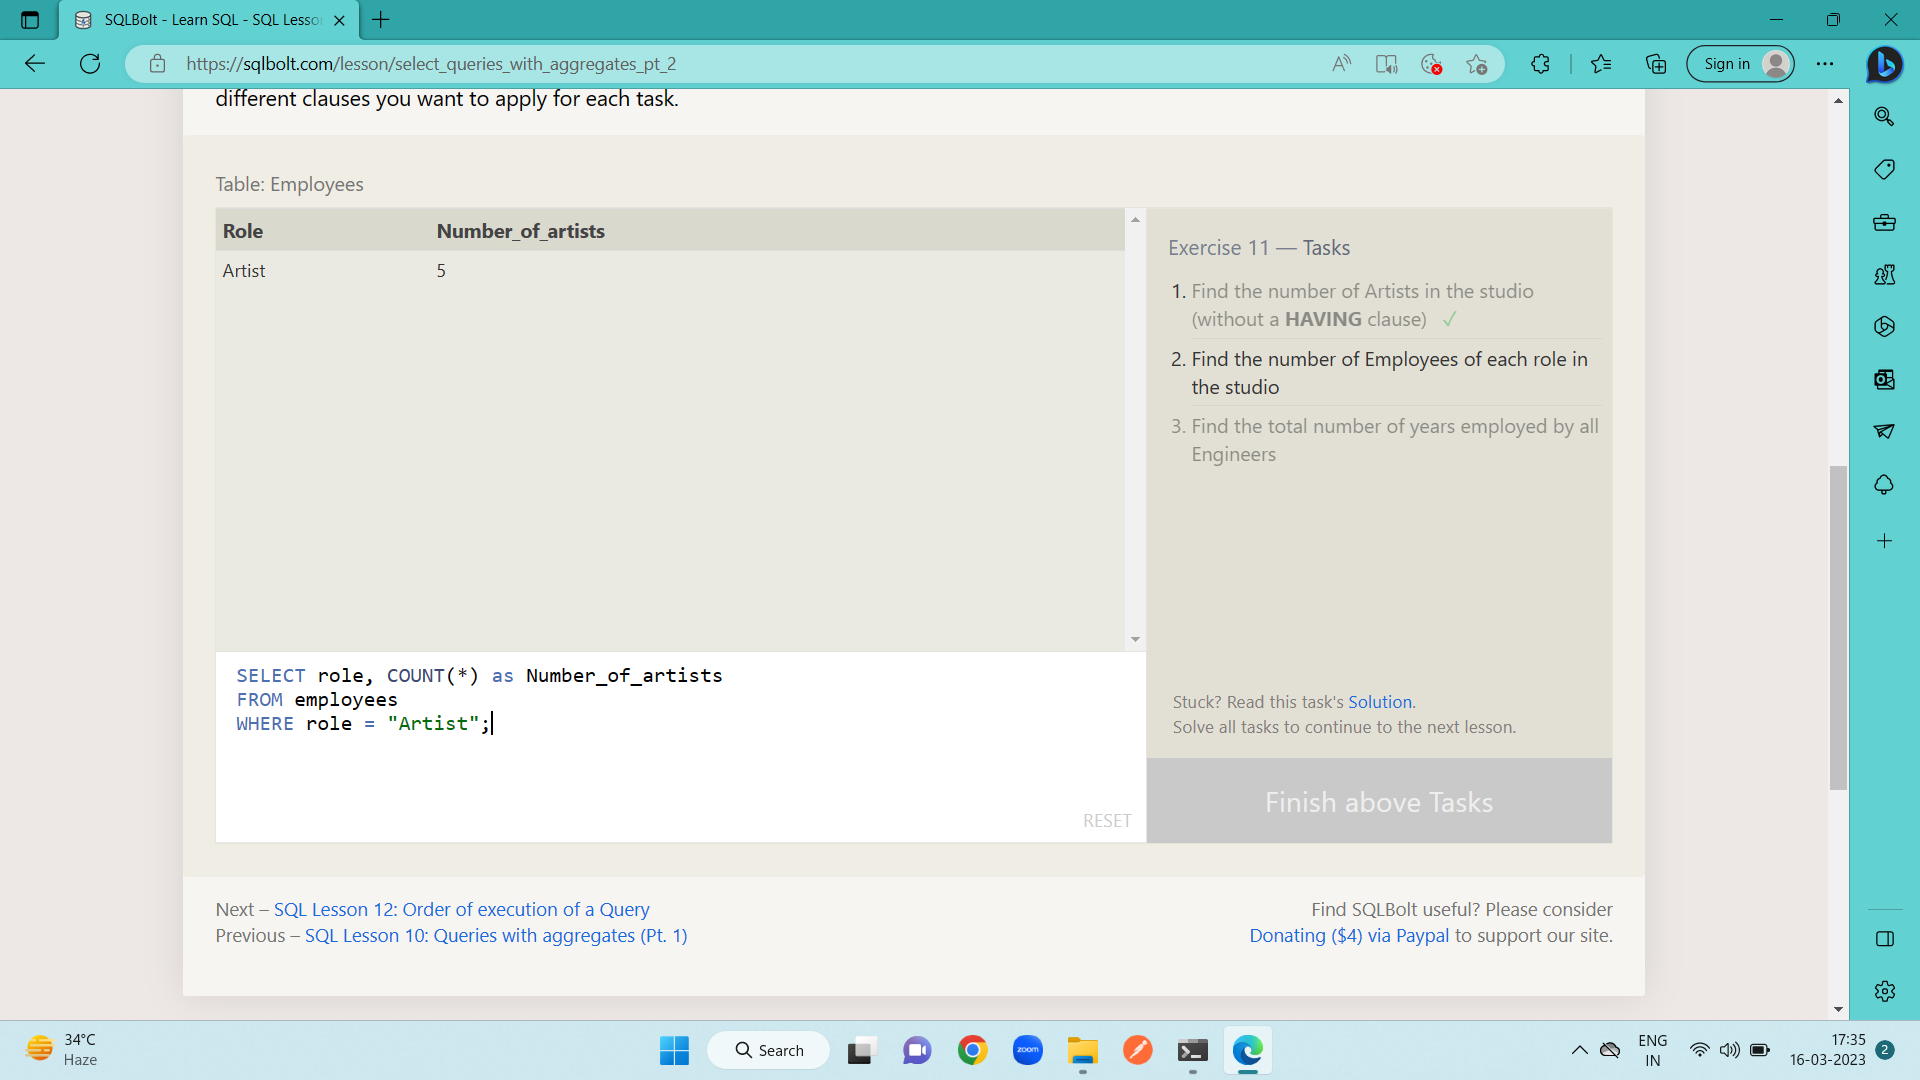 SQLBolt - Learn SQL - SQL Lesso
https://sqlbolt.com/lesson/select_queries_with_aggregates_pt_2
Sign in
different clauses you want to apply for each task.
Table: Employees
Role Number_of_artists
Artist 5
SELECT role, COUNT(*) as Number_of_artists
FROM employees
WHERE role = "Artist";
RESET
Exercise 11 — Tasks
1. Find the number of Artists in the studio
(without a HAVING clause) ✓
2. Find the number of Employees of each role in
the studio
3. Find the total number of years employed by all
Engineers
Stuck? Read this task's Solution.
Solve all tasks to continue to the next lesson.
Finish above Tasks
Next – SQL Lesson 12: Order of execution of a Query
Previous – SQL Lesson 10: Queries with aggregates (Pt. 1)
Find SQLBolt useful? Please consider
Donating ($4) via Paypal to support our site.
34°C
Haze
Search
zoom
ENG
IN
17:35
16-03-2023
2